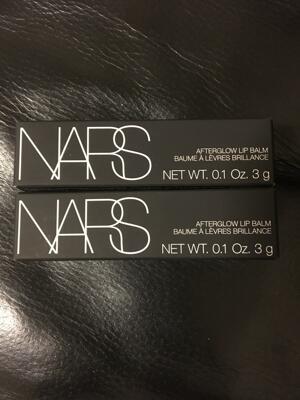 NARS
AFTERGLOW LIP BALM
BAUME À LÈVRES BRILLANCE
NET WT. 0.1 Oz. 3 g
NARS
AFTERGLOW LIP BALM
BAUME À LÈVRES BRILLANCE
NET WT. 0.1 Oz. 3 g